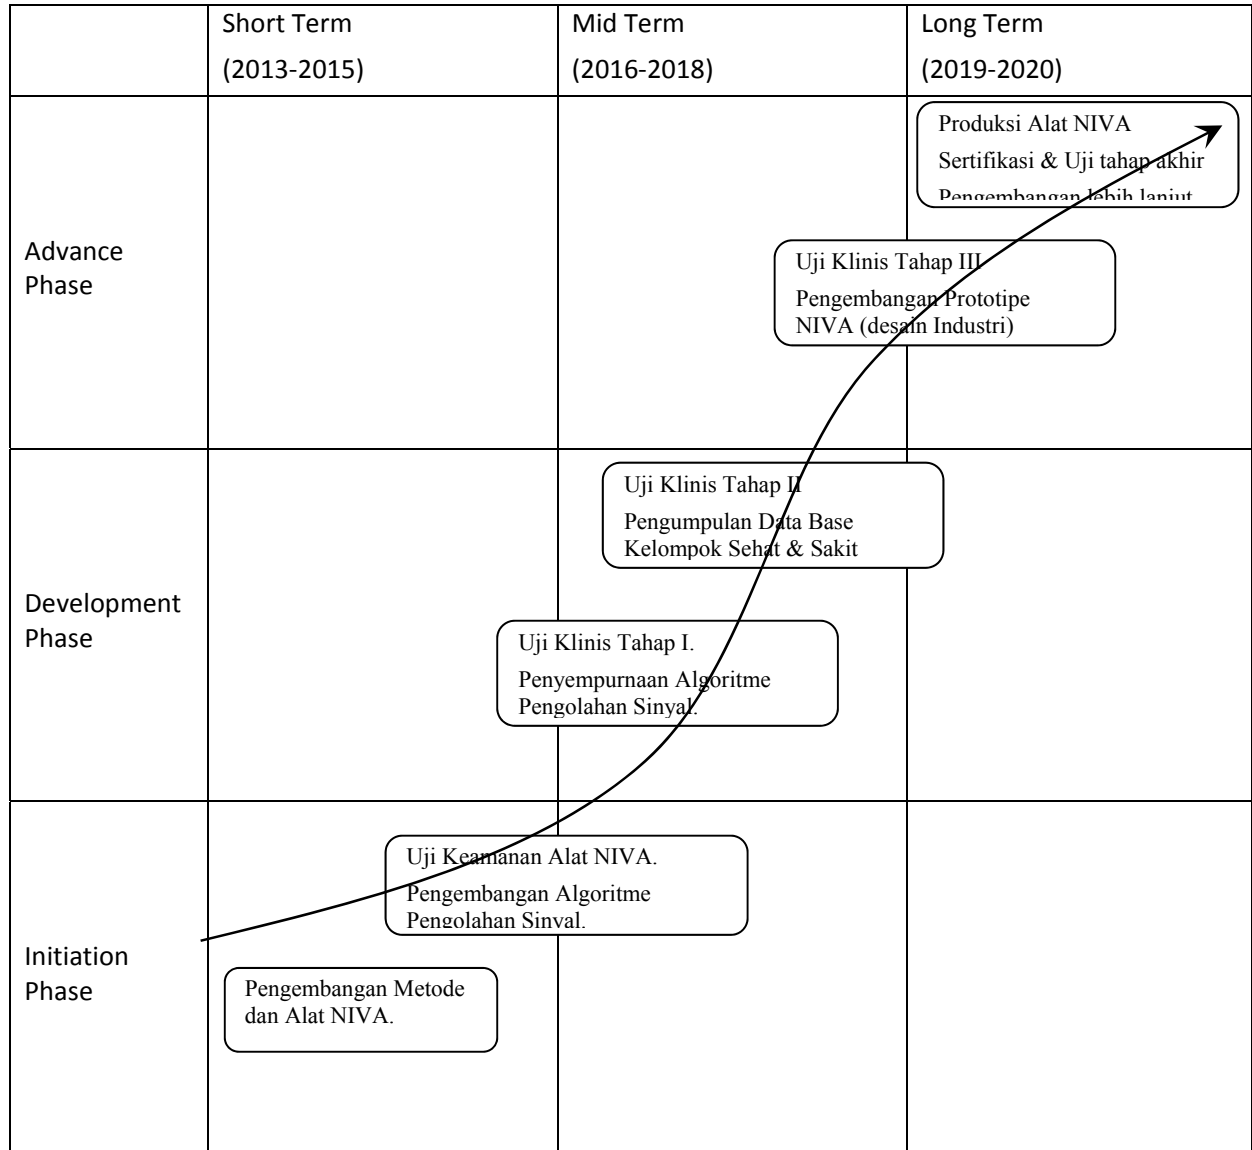 Short Term
(2013-2015)
Mid Term
(2016-2018)
Long Term
(2019-2020)
Advance
Phase
Produksi Alat NIVA
Sertifikasi & Uji tahap akhir
Pengembangan lebih lanjut
Uji Klinis Tahap III
Pengembangan Prototipe
NIVA (desain Industri)
Development
Phase
Uji Klinis Tahap II
Pengumpulan Data Base
Kelompok Sehat & Sakit
Uji Klinis Tahap I.
Penyempurnaan Algoritme
Pengolahan Sinyal.
Initiation
Phase
Uji Keamanan Alat NIVA.
Pengembangan Algoritme
Pengolahan Sinyal.
Pengembangan Metode
dan Alat NIVA.